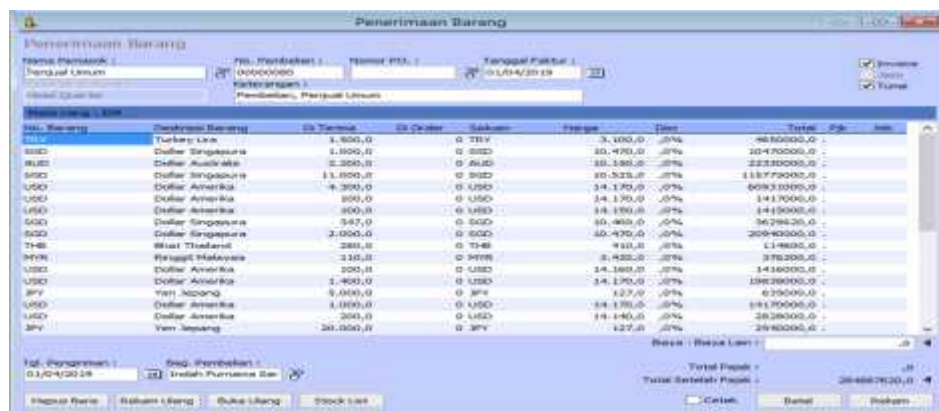 Penerimaan Barang
Penerimaan Barang
Nama Pemasok : No. Pembelian : Nomor P.O. : Tanggal Faktur :
Penjual Umum 00000080 01/04/2019 Invoice
Keterangan : Tunai
Pembelian, Penjual Umum
No. Barang Deskripsi Barang Di Terima Di Order Satuan Harga Disc Total Pjk
TRY Turkey Lira 1.500,0 0 TRY 3.100,0 ,0%
SGD Dollar Singapura 1.000,0 0 SGD 10.470,0 ,0% 10470000,0
AUD Dollar Australia 0 AUD ,0%
SGD Dollar Singapura 11.000,0 0 SGD 10.525,0 ,0% 115775000,0
USD Dollar Amerika 4.300,0 0 USD 14.170,0 ,0% 60931000,0
USD Dollar Amerika 100,0 0 USD 14.170,0 ,0% 1417000,0
USD Dollar Amerika 100,0 0 USD 14.150,0 ,0% 1415000,0
SGD Dollar Singapura 0 SGD ,0%
SGD Dollar Singapura 2.000,0 0 SGD 10.470,0 ,0% 20940000,0
THB Bhat Thailand 0 THB 910,0 ,0%
MYR Ringgit Malaysia 110,0 0 MYR 3.420,0 ,0% 376200,0
USD Dollar Amerika 100,0 0 USD 14.160,0 ,0% 1416000,0
USD Dollar Amerika 1.400,0 0 USD 14.170,0 ,0% 19838000,0
JPY Yen Jepang 5.000,0 0 JPY 127,0 ,0% 635000,0
USD Dollar Amerika 1.000,0 0 USD 14.170,0 ,0% 14170000,0
USD Dollar Amerika 200,0 0 USD 14.140,0 ,0% 2828000,0
JPY Yen Jepang 20.000,0 0 JPY 127,0 ,0% 2540000,0
Biaya - Biaya Lain : ,0
Tgl. Pengiriman : Bag. Pembelian : Total Pajak : ,0
01/04/2019 Indah Purnama Sar Total Setelah Pajak :
Hapus Baris Rekam Ulang Buka Ulang Stock List Cetak Batal Rekam